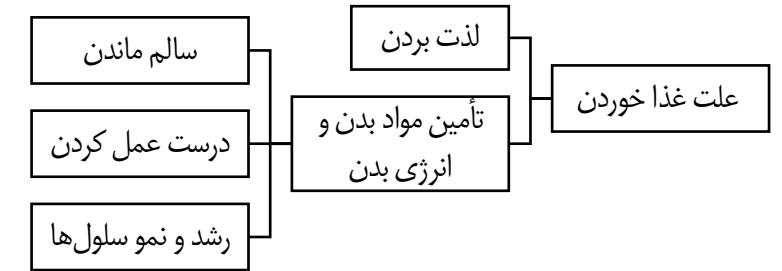 علت غذا خوردن
لذت بردن
تأمین مواد بدن و
انرژی بدن
سالم ماندن
درست عمل کردن
رشد و نمو سلول‌ها